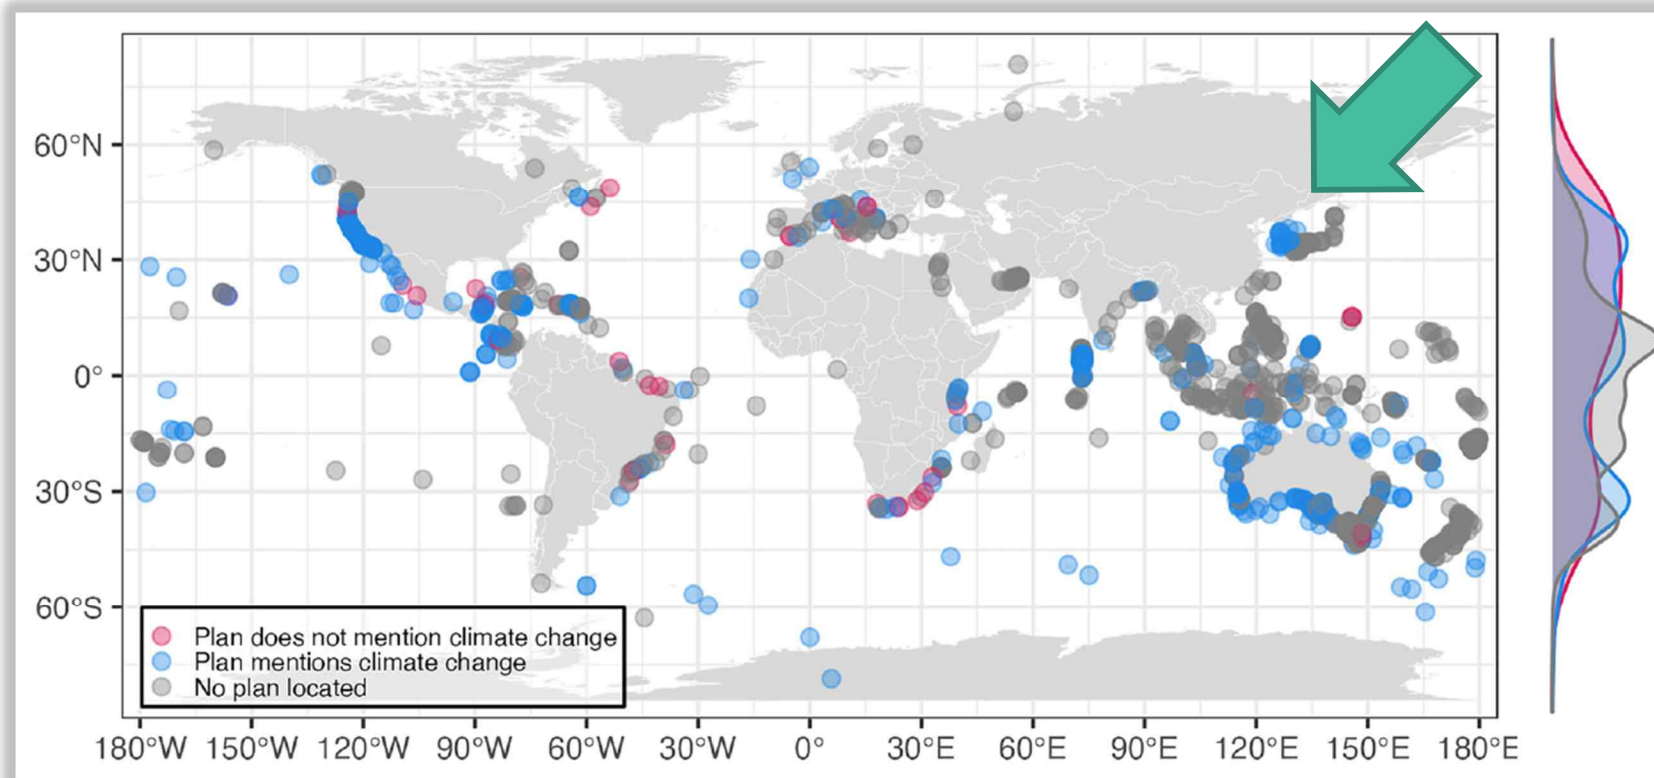 60°N
30°N
0°
30°S
60°S
Plan does not mention climate change
Plan mentions climate change
No plan located
180°W 150°W 120°W 90°W 60°W 30°W 0° 30°E 60°E 90°E 120°E 150°E 180°E